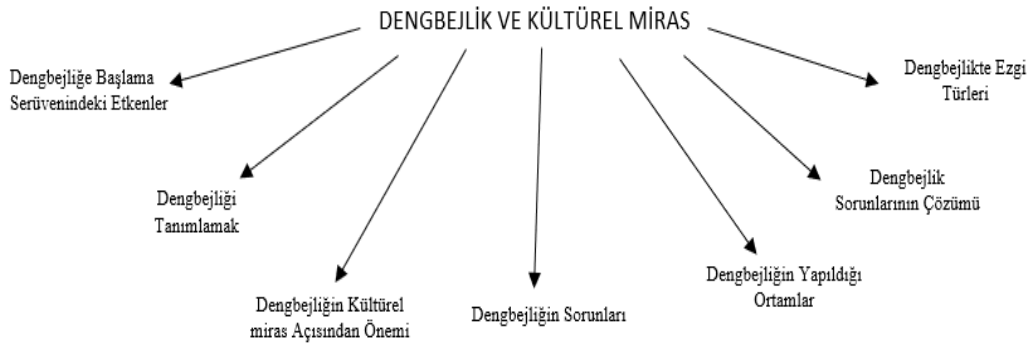 DENGBEJLİK VE KÜLTÜREL MİRAS
Dengbejliğe Başlama
Serüvenindeki Etkenler
Dengbejliği
Tanımlamak
Dengbejliğin Kültürel
miras Açısından Önemi
Dengbejliğin Sorunları
Dengbejliğin Yapıldığı
Ortamlar
Dengbejlik
Sorunlarının Çözümü
Dengbejlikte Ezgi
Türleri